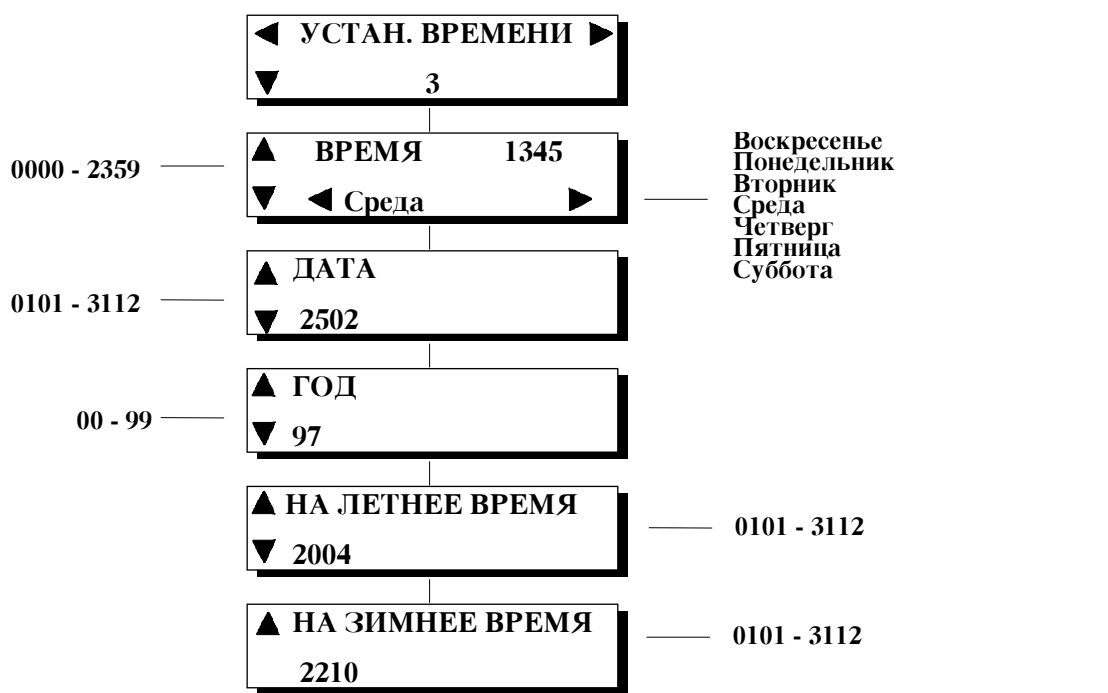 УСТАН. ВРЕМЕНИ
3
0000 - 2359
ВРЕМЯ 1345
Среда
Воскресенье
Понедельник
Вторник
Среда
Четверг
Пятница
Суббота
0101 - 3112
ДАТА
2502
00 - 99
ГОД
97
НА ЛЕТНЕЕ ВРЕМЯ
2004
0101 - 3112
НА ЗИМНЕЕ ВРЕМЯ
2210
0101 - 3112